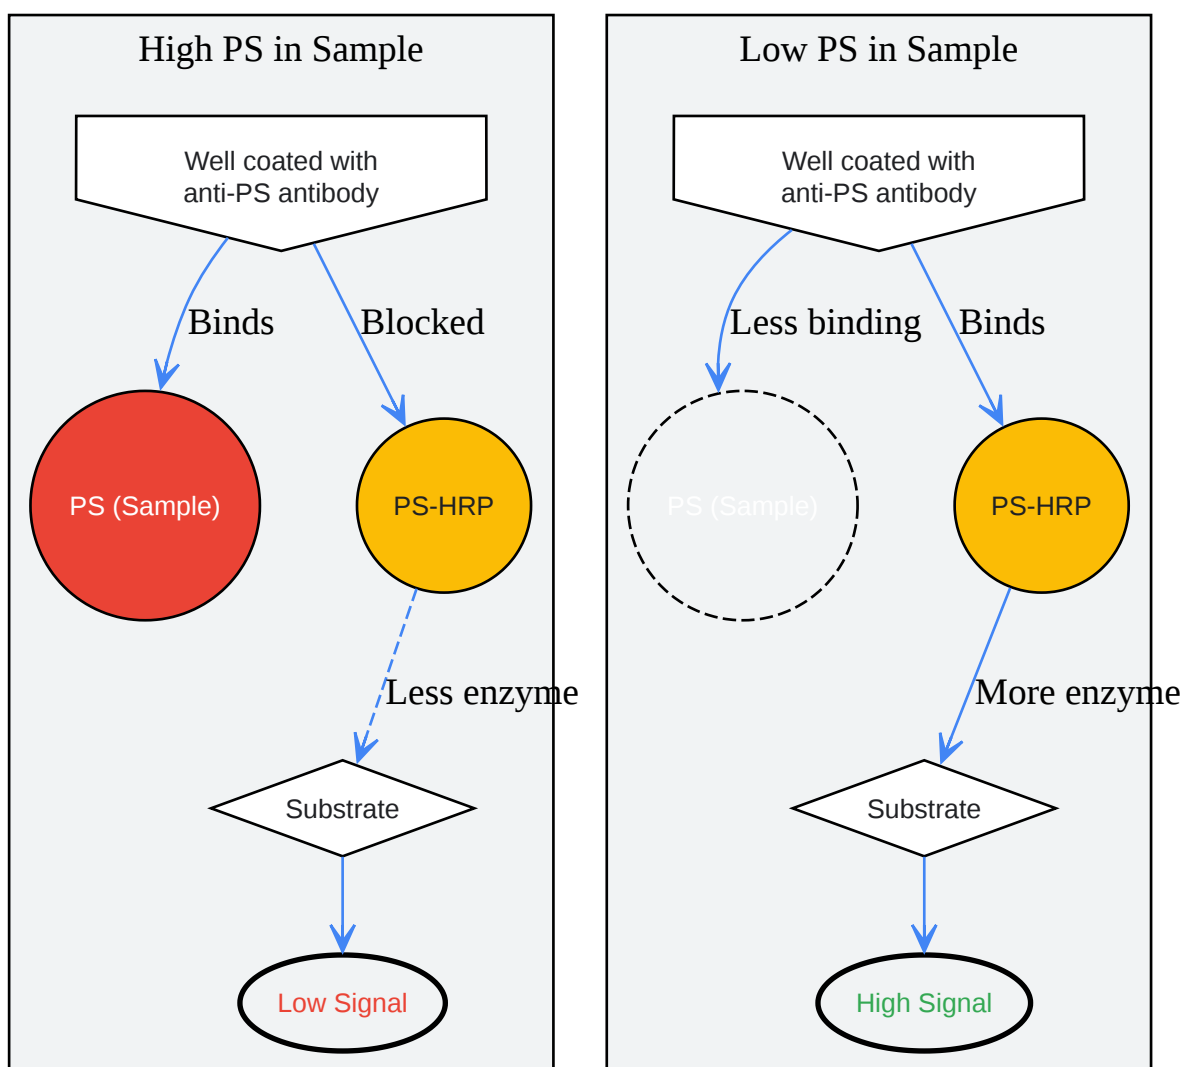 High PS in Sample
Well coated with
anti-PS antibody
Binds
Blocked
PS (Sample)
PS-HRP
Less enzyme
Substrate
Low Signal
Low PS in Sample
Well coated with
anti-PS antibody
Less binding
Binds
PS (Sample)
PS-HRP
More enzyme
Substrate
High Signal